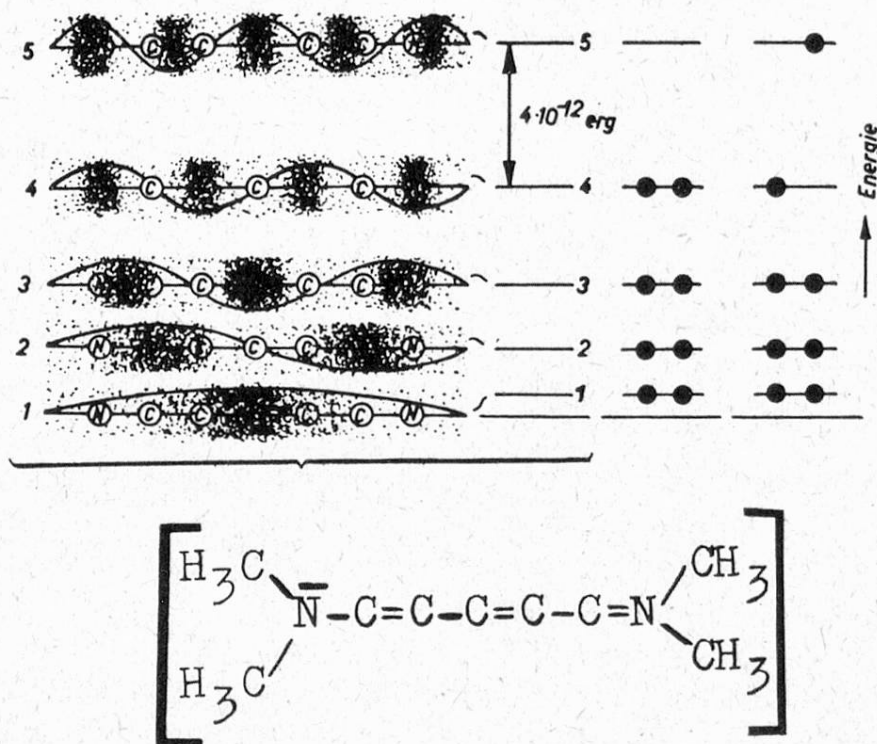 5 C C C C 5
4·10⁻¹² erg
4 C C C 4
Energie
3 C C 3
2 N C C N 2
1 N C C C C N 1
H₃C CH₃
N̄–C=C–C=C–C=N
H₃C CH₃